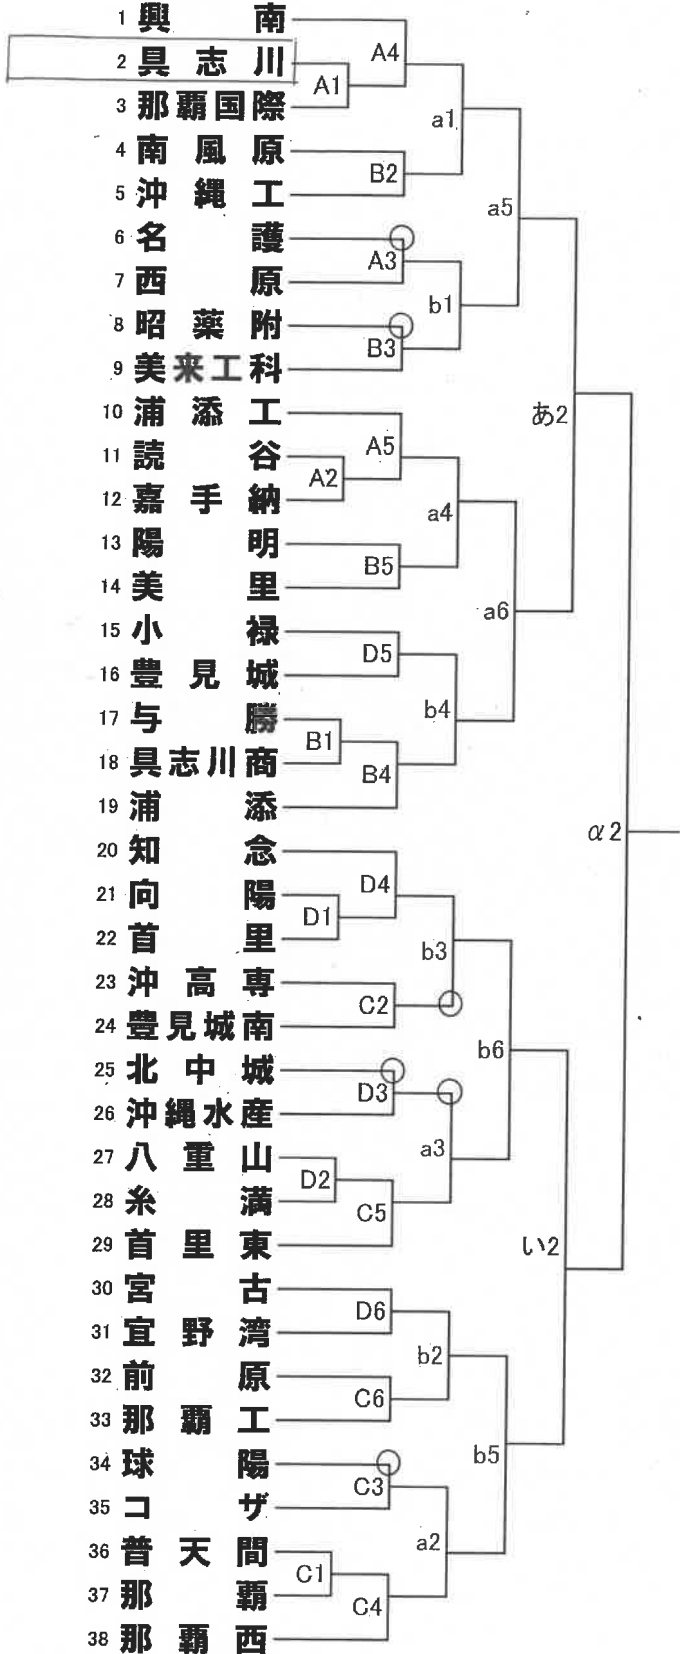 1 興南
2 具志川
3 那覇国際
4 南風原
5 沖縄工
6 名護
7 西原
8 昭薬附
9 美来工科
10 浦添工
11 読谷
12 嘉手納
13 陽明
14 美里
15 小禄
16 豊見城
17 与勝
18 具志川商
19 浦添
20 知念
21 向陽
22 首里
23 沖高専
24 豊見城南
25 北中城
26 沖縄水産
27 八重山
28 糸満
29 首里東
30 宮古
31 宜野湾
32 前原
33 那覇工
34 球陽
35 コザ
36 普天間
37 那覇
38 那覇西
A4
A1
B2
A3
B3
A5
A2
B5
D5
B1
B4
D4
D1
C2
D3
D2
C5
D6
C6
C3
C1
C4
a1
b1
a4
b4
b3
a3
b2
a2
a5
a6
b6
b5
あ2
い2
α2